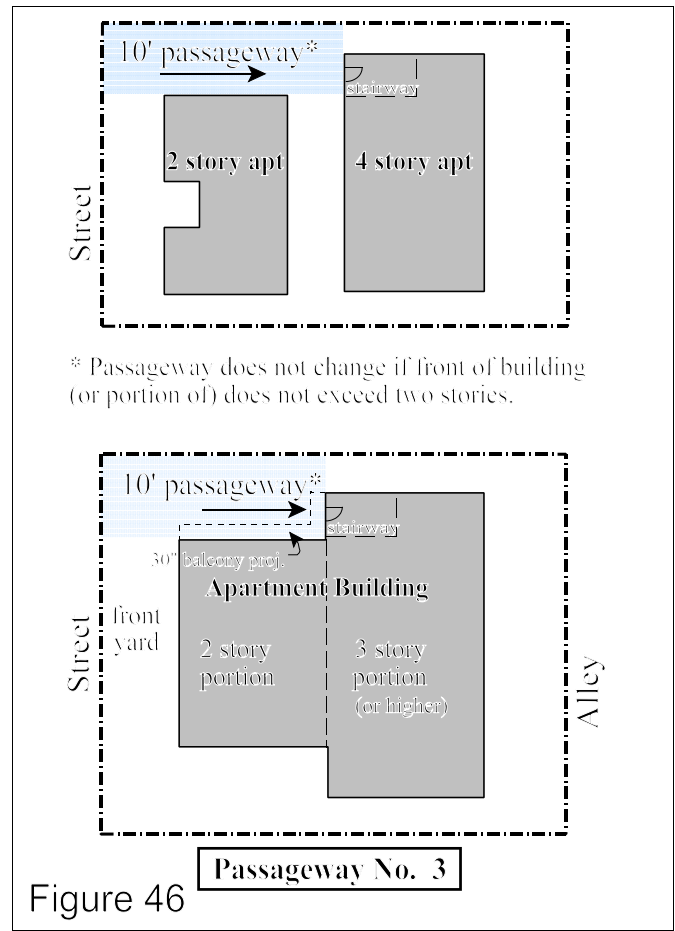 10' passageway*
stairway
2 story apt
4 story apt
Street
* Passageway does not change if front of building
(or portion of) does not exceed two stories.
10' passageway*
stairway
30" balcony proj.
Apartment Building
front
yard
2 story
portion
3 story
portion
(or higher)
Street
Alley
Passageway No. 3
Figure 46